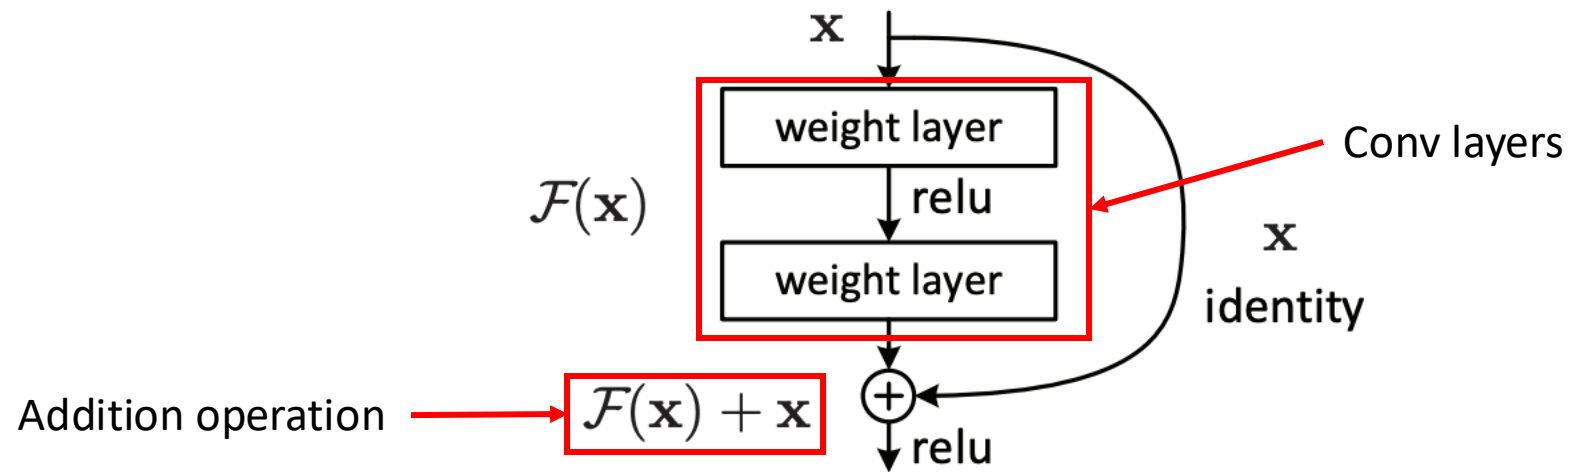 x
weight layer
Conv layers
relu
F(x)
x
weight layer
identity
F(x) + x
Addition operation
relu